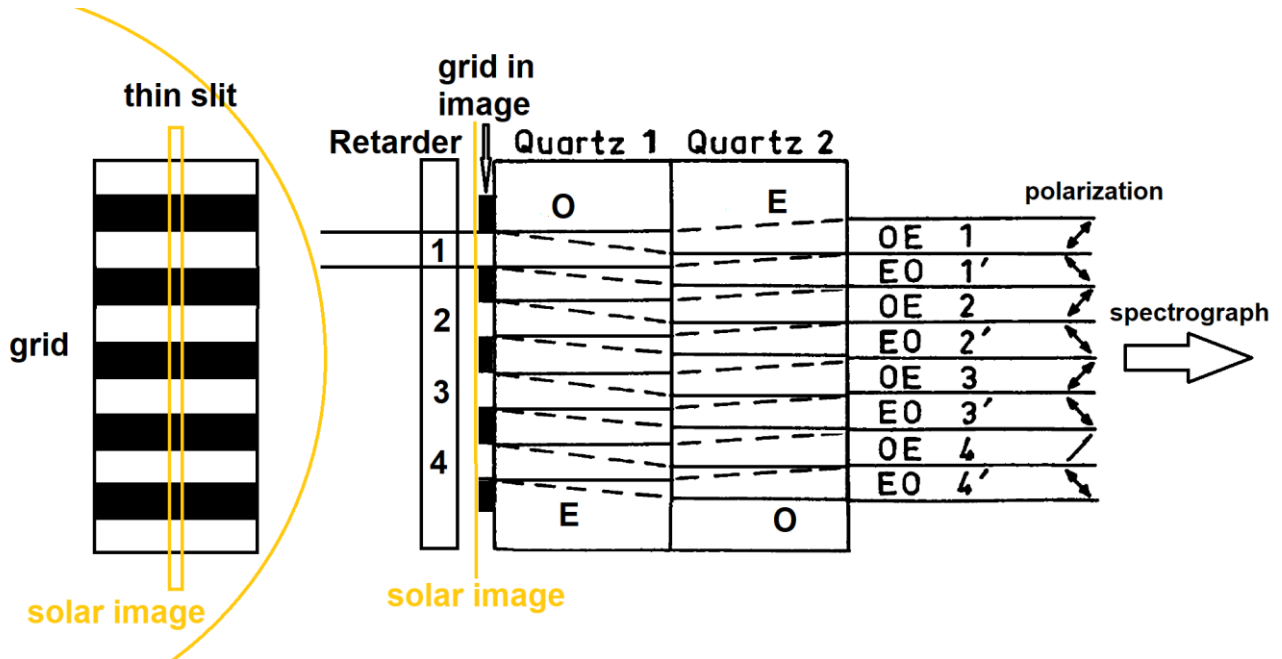 thin slit
grid
solar image
grid in
image
Retarder
Quartz 1
Quartz 2
O
E
1
2
3
4
E
O
solar image
polarization
OE 1
EO 1′
OE 2
EO 2′
OE 3
EO 3′
OE 4
EO 4′
spectrograph